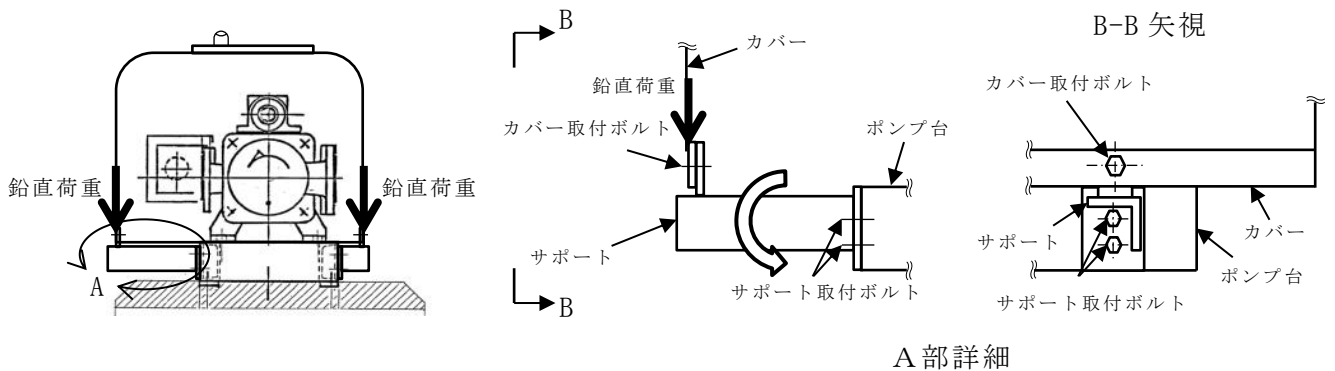 鉛直荷重
鉛直荷重
A
B
B
カバー
鉛直荷重
カバー取付ボルト
ポンプ台
サポート
サポート取付ボルト
B-B 矢視
カバー取付ボルト
サポート
カバー
ポンプ台
サポート取付ボルト
A部詳細